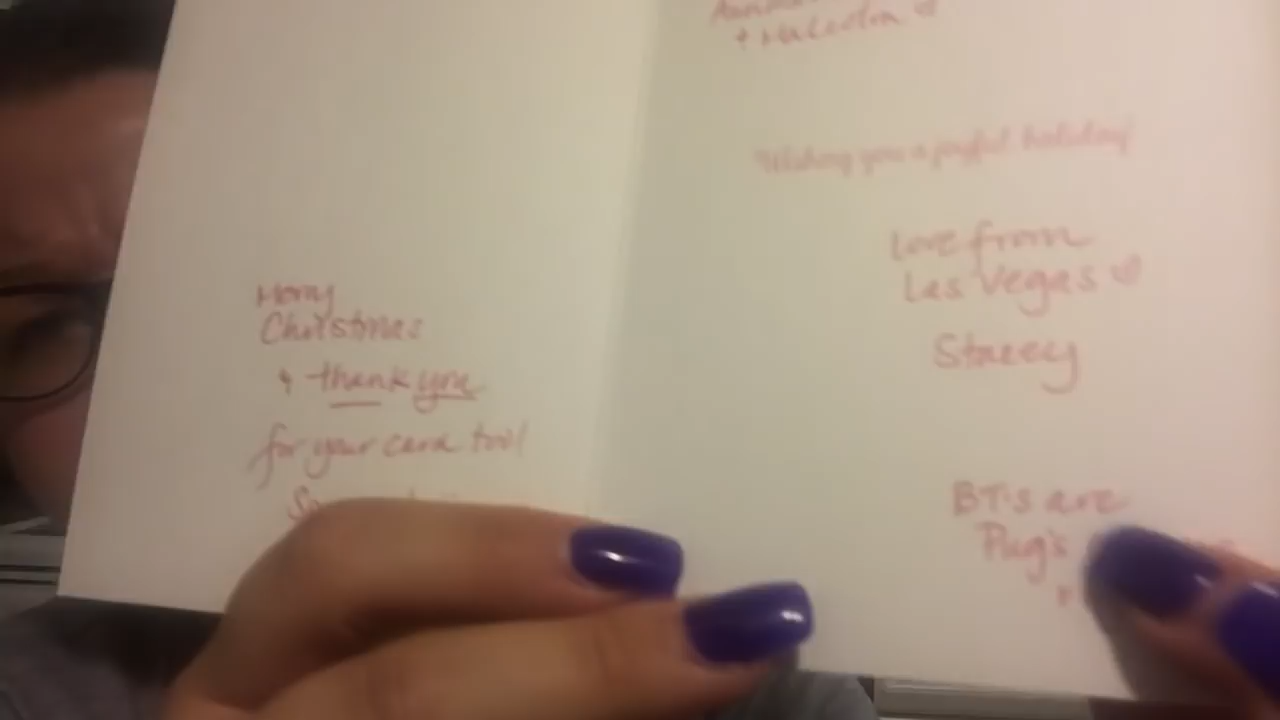 Merry
Christmas
+ thank you
for your card too!
+ Malcolm
Wishing you a joyful holiday
Love from
Las Vegas
Stacey
BT's are
Pug's